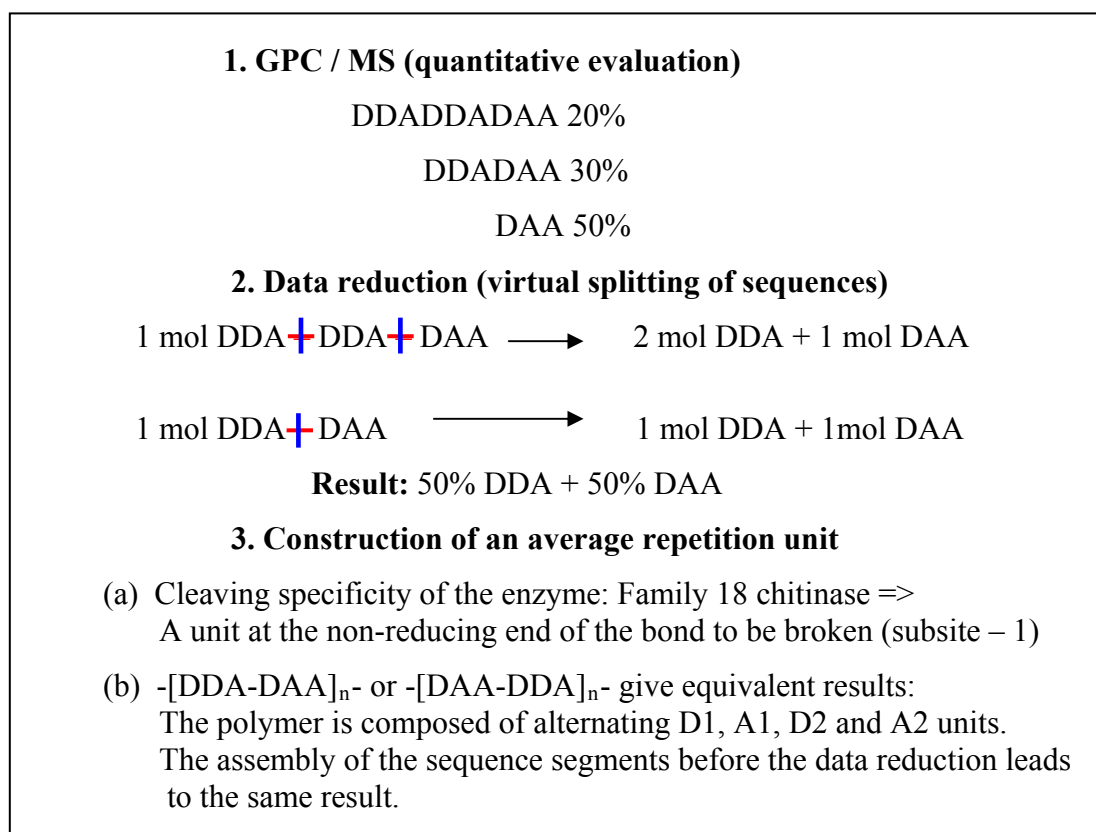 1. GPC / MS (quantitative evaluation)
DDADDADAA 20%
DDADAA 30%
DAA 50%
2. Data reduction (virtual splitting of sequences)
1 mol DDA DDA DAA 2 mol DDA + 1 mol DAA
1 mol DDA DAA 1 mol DDA + 1mol DAA
Result: 50% DDA + 50% DAA
3. Construction of an average repetition unit
(a) Cleaving specificity of the enzyme: Family 18 chitinase =>
A unit at the non-reducing end of the bond to be broken (subsite – 1)
(b) -[DDA-DAA]n- or -[DAA-DDA]n- give equivalent results:
The polymer is composed of alternating D1, A1, D2 and A2 units.
The assembly of the sequence segments before the data reduction leads
to the same result.